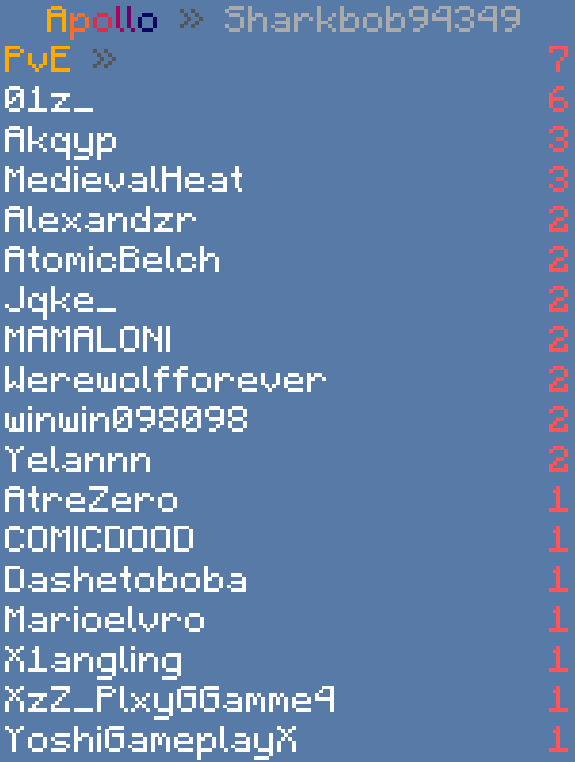 Apollo » Sharkbob94349
PvE » 7
01z_ 6
Akqyp 3
MedievalHeat 3
Alexandzr 2
AtomicBelch 2
Jqke_ 2
MAMALONI 2
Werewolfforever 2
winwin098098 2
Yelannn 2
AtreZero 1
COMICDOOD 1
Dashetoboba 1
Marioelvro 1
X1angling 1
XzZ_PlxyGGamme4 1
YoshiGameplayX 1